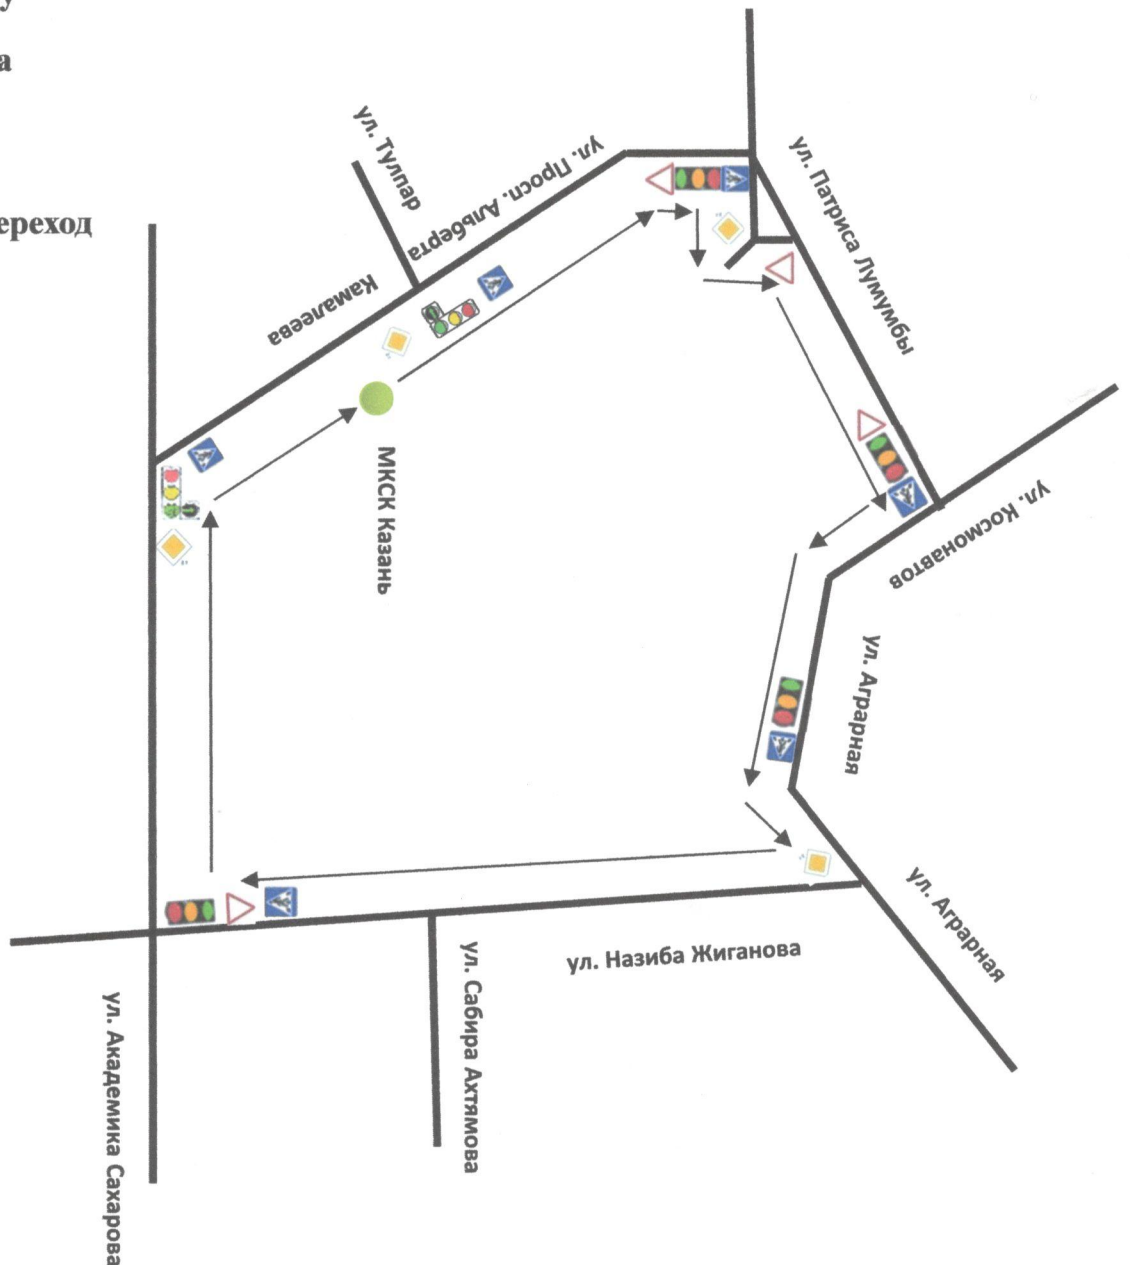 у
а
ереход
ул. Тулпар
ул. Просп. Альберта
Камалеева
ул. Патриса Лумумбы
ул. Космонавтов
МКСК Казань
ул. Аграрная
ул. Аграрная
ул. Назиба Жиганова
ул. Сабира Ахтямова
ул. Академика Сахарова